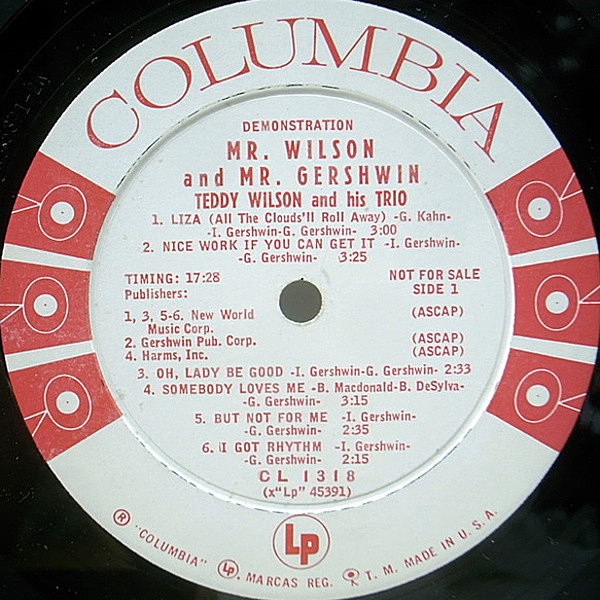 COLUMBIA
DEMONSTRATION
MR. WILSON
and MR. GERSHWIN
TEDDY WILSON and his TRIO
1. LIZA (All The Clouds'll Roll Away) -G. Kahn-
-I. Gershwin-G. Gershwin- 3:00
2. NICE WORK IF YOU CAN GET IT -I. Gershwin-
-G. Gershwin- 3:25
TIMING: 17:28
Publishers:
NOT FOR SALE
SIDE 1
1, 3, 5-6. New World (ASCAP)
Music Corp.
2. Gershwin Pub. Corp. (ASCAP)
4. Harms, Inc. (ASCAP)
3. OH, LADY BE GOOD -I. Gershwin-G. Gershwin- 2:33
4. SOMEBODY LOVES ME -B. Macdonald-B. DeSylva-
-G. Gershwin- 3:15
5. BUT NOT FOR ME -I. Gershwin-
-G. Gershwin- 2:35
6. I GOT RHYTHM -I. Gershwin-
-G. Gershwin- 2:15
CL 1318
(x"Lp" 45391)
Lp
® "COLUMBIA" Lp. MARCAS REG. T. M. MADE IN U.S.A.